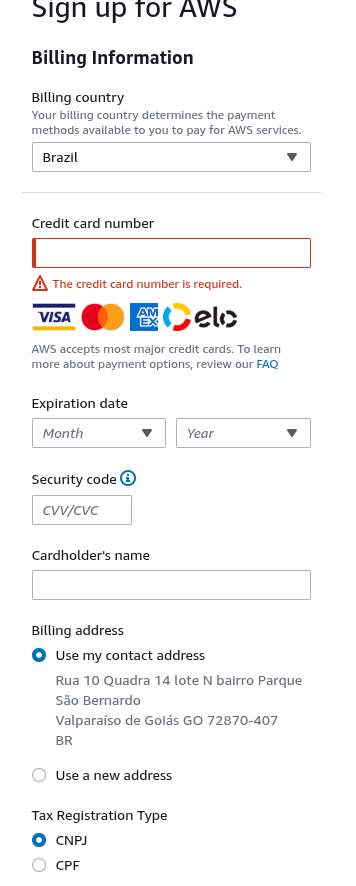 Sign up for AWS
Billing Information
Billing country
Your billing country determines the payment
methods available to you to pay for AWS services.
Brazil
Credit card number
The credit card number is required.
VISA
AM
EX
elo
AWS accepts most major credit cards. To learn
more about payment options, review our FAQ
Expiration date
Month
Year
Security code
CVV/CVC
Cardholder's name
Billing address
Use my contact address
Rua 10 Quadra 14 lote N bairro Parque
São Bernardo
Valparaíso de Goiás GO 72870-407
BR
Use a new address
Tax Registration Type
CNPJ
CPF